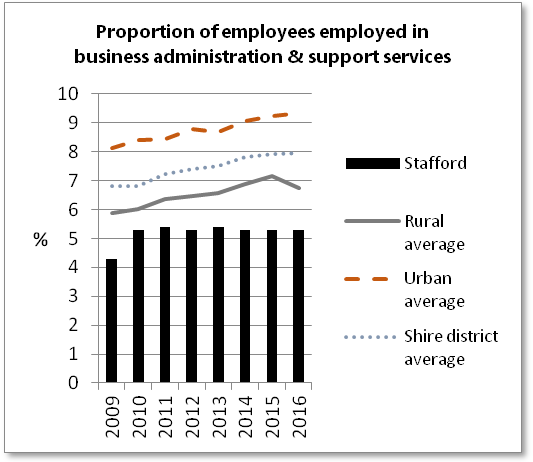 Proportion of employees employed in
business administration & support services
10
9
8
7
6
5
4
3
2
1
0
%
2009
2010
2011
2012
2013
2014
2015
2016
Stafford
Rural
average
Urban
average
Shire district
average